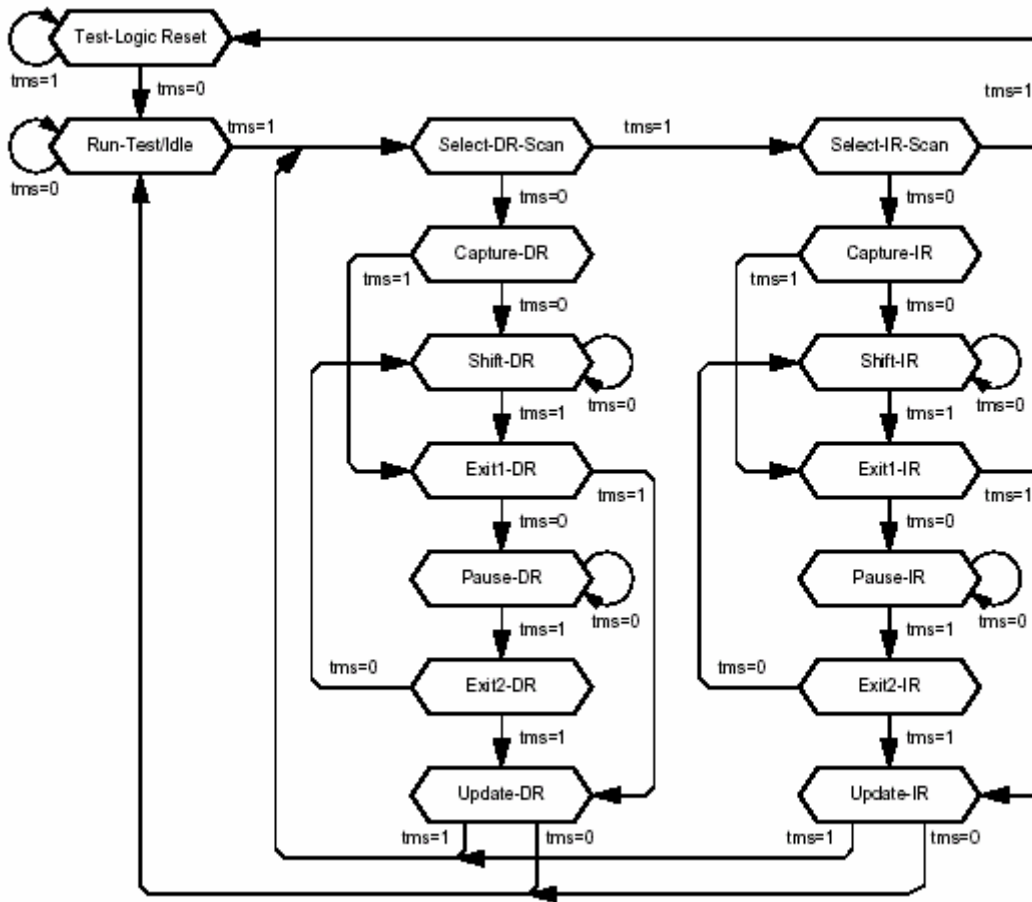 Test-Logic Reset
tms=1
tms=0
tms=1
Run-Test/Idle
tms=1
Select-DR-Scan
tms=1
Select-IR-Scan
tms=0
tms=0
tms=0
Capture-DR
Capture-IR
tms=1
tms=1
tms=0
tms=0
Shift-DR
Shift-IR
tms=0
tms=0
tms=1
tms=1
Exit1-DR
Exit1-IR
tms=1
tms=1
tms=0
tms=0
Pause-DR
Pause-IR
tms=0
tms=0
tms=1
tms=1
tms=0
tms=0
Exit2-DR
Exit2-IR
tms=1
tms=1
Update-DR
Update-IR
tms=1
tms=0
tms=1
tms=0